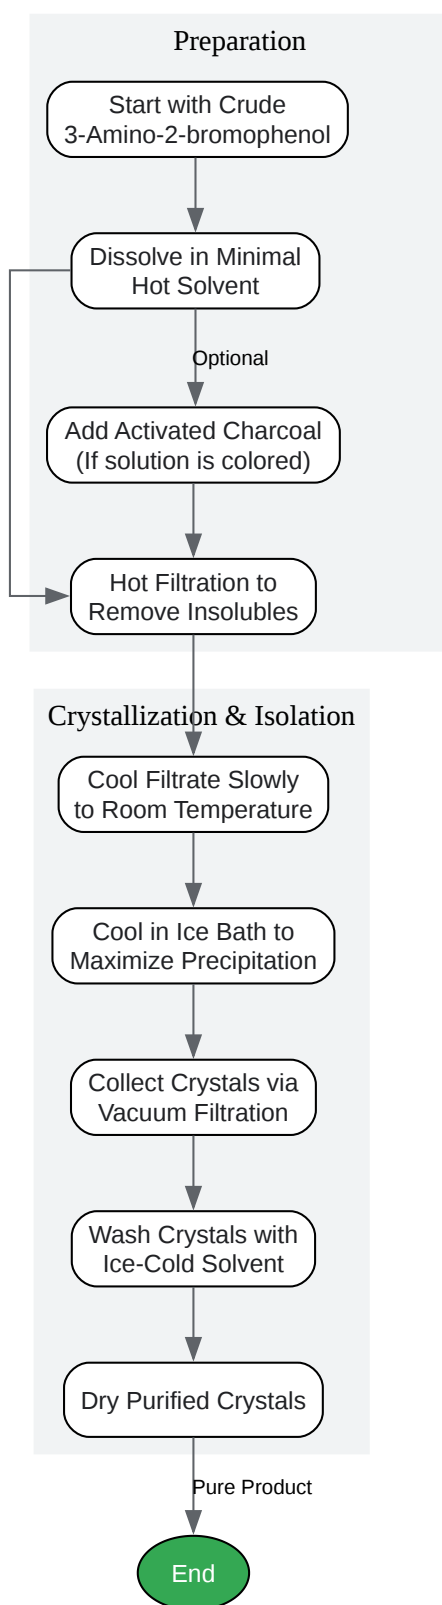 Preparation
Start with Crude
3-Amino-2-bromophenol
Dissolve in Minimal
Hot Solvent
Optional
Add Activated Charcoal
(If solution is colored)
Hot Filtration to
Remove Insolubles
Crystallization & Isolation
Cool Filtrate Slowly
to Room Temperature
Cool in Ice Bath to
Maximize Precipitation
Collect Crystals via
Vacuum Filtration
Wash Crystals with
Ice-Cold Solvent
Dry Purified Crystals
Pure Product
End